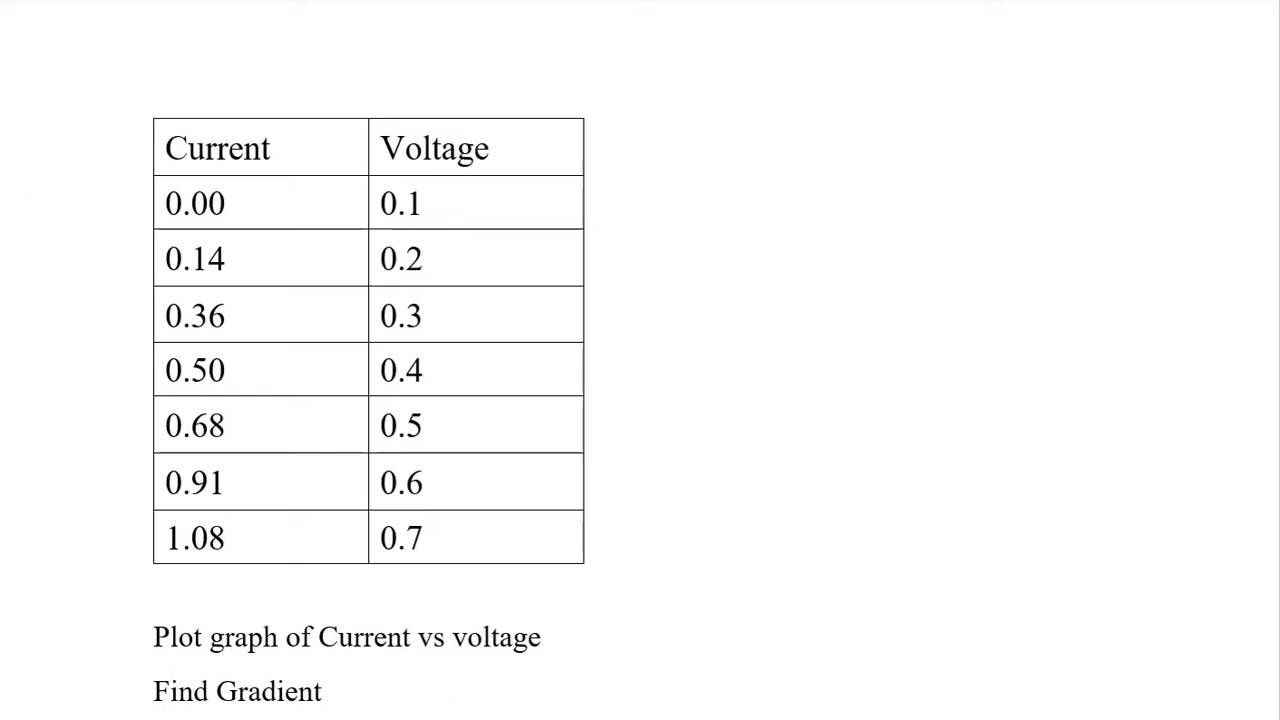 Current Voltage
0.00 0.1
0.14 0.2
0.36 0.3
0.50 0.4
0.68 0.5
0.91 0.6
1.08 0.7
Plot graph of Current vs voltage
Find Gradient